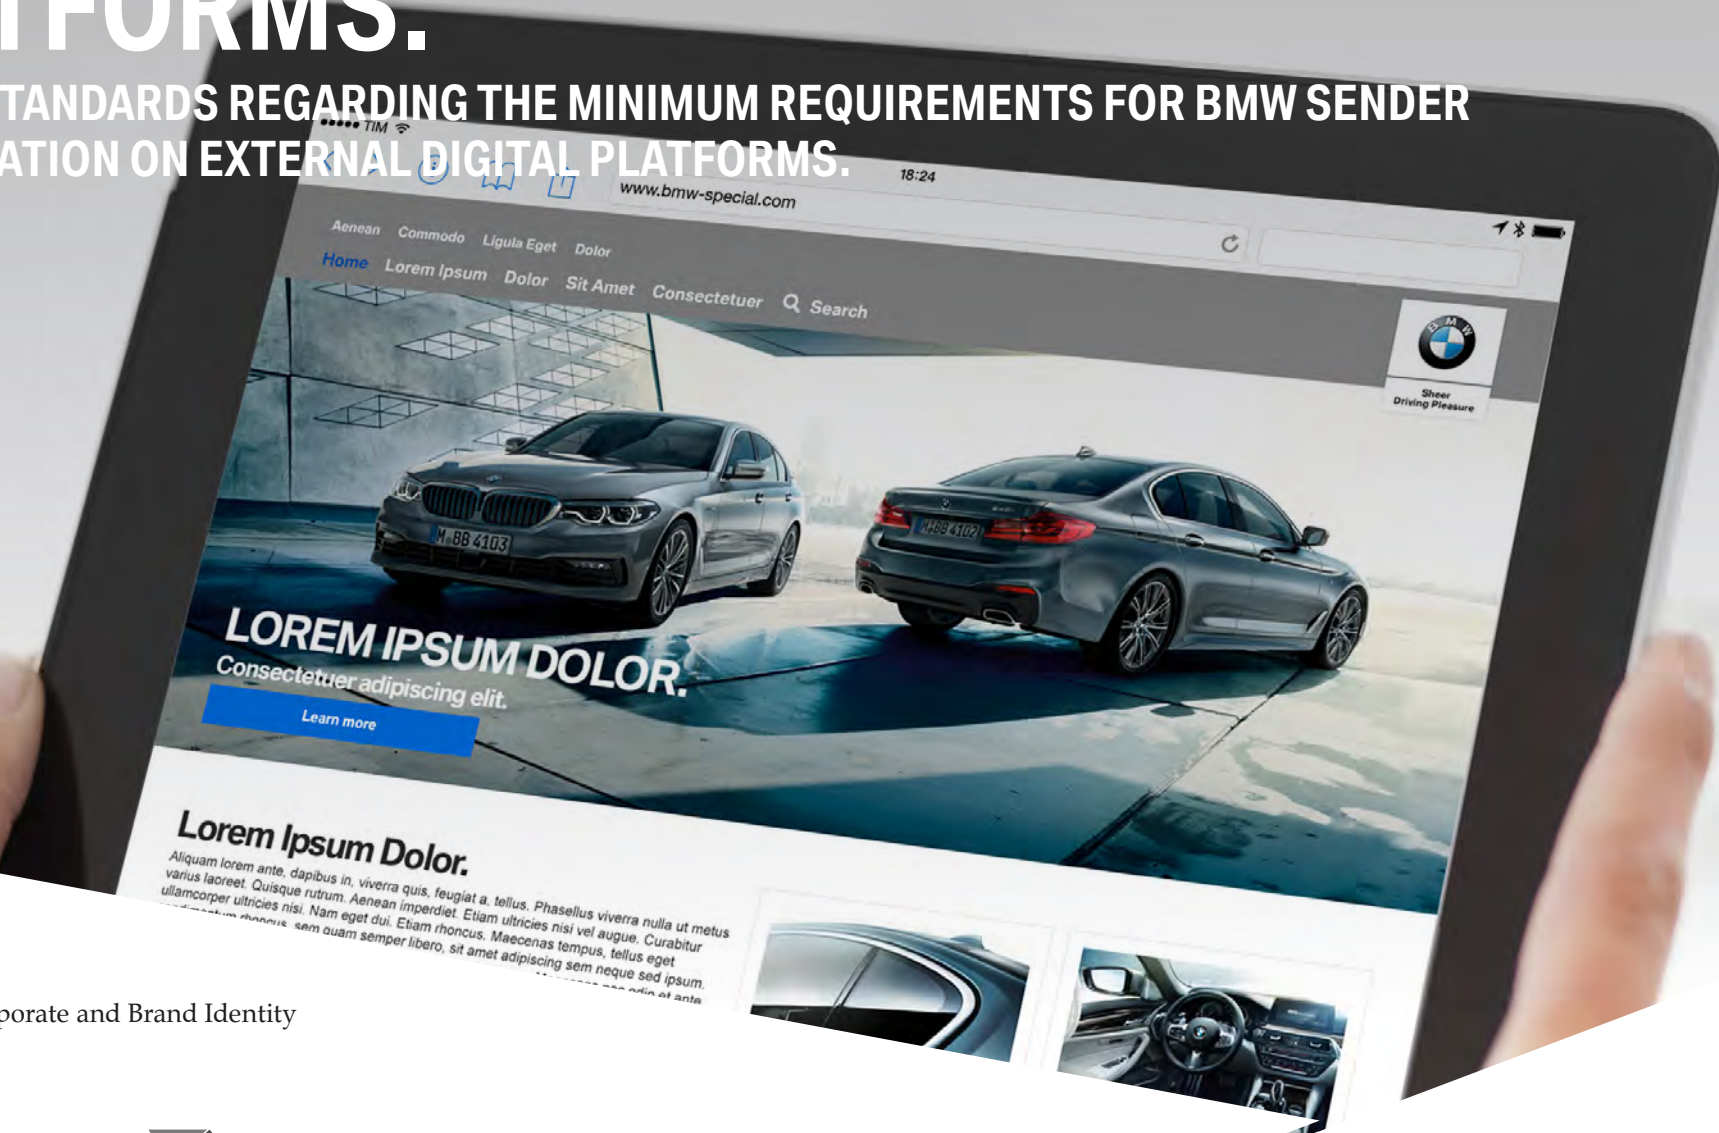 TFORMS.
TANDARDS REGARDING THE MINIMUM REQUIREMENTS FOR BMW SENDER
ATION ON EXTERNAL DIGITAL PLATFORMS.
TIM
18:24
www.bmw-special.com
Aenean Commodo Ligula Eget Dolor
Home Lorem Ipsum Dolor Sit Amet Consectetuer Search
BMW
Sheer
Driving Pleasure
M BB 4103
M BB 4102
LOREM IPSUM DOLOR.
Consectetuer adipiscing elit.
Learn more
Lorem Ipsum Dolor.
Aliquam lorem ante, dapibus in, viverra quis, feugiat a, tellus. Phasellus viverra nulla ut metus
varius laoreet. Quisque rutrum. Aenean imperdiet. Etiam ultricies nisi vel augue. Curabitur
ullamcorper ultricies nisi. Nam eget dui. Etiam rhoncus. Maecenas tempus, tellus eget
rhoncus, sem quam semper libero, sit amet adipiscing sem neque sed ipsum.
odio et ante
porate and Brand Identity